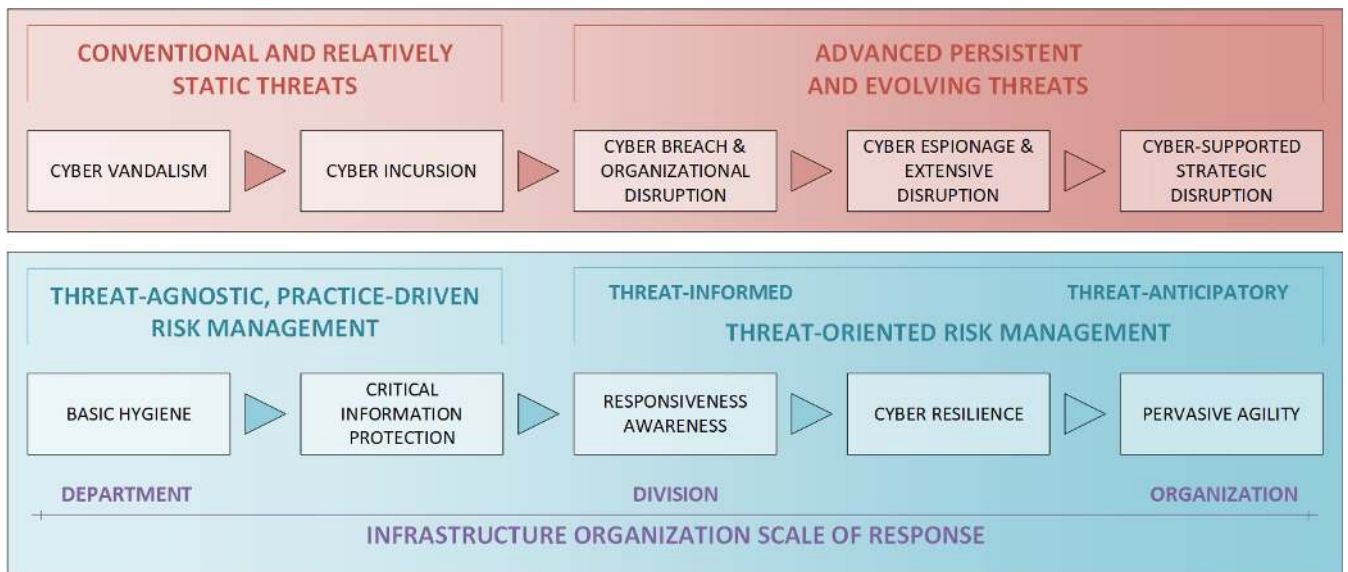 CONVENTIONAL AND RELATIVELY
STATIC THREATS
ADVANCED PERSISTENT
AND EVOLVING THREATS
CYBER VANDALISM
CYBER INCURSION
CYBER BREACH &
ORGANIZATIONAL
DISRUPTION
CYBER ESPIONAGE &
EXTENSIVE
DISRUPTION
CYBER-SUPPORTED
STRATEGIC
DISRUPTION
THREAT-AGNOSTIC, PRACTICE-DRIVEN
RISK MANAGEMENT
THREAT-INFORMED
THREAT-ANTICIPATORY
THREAT-ORIENTED RISK MANAGEMENT
BASIC HYGIENE
CRITICAL
INFORMATION
PROTECTION
RESPONSIVENESS
AWARENESS
CYBER RESILIENCE
PERVASIVE AGILITY
DEPARTMENT
DIVISION
ORGANIZATION
INFRASTRUCTURE ORGANIZATION SCALE OF RESPONSE